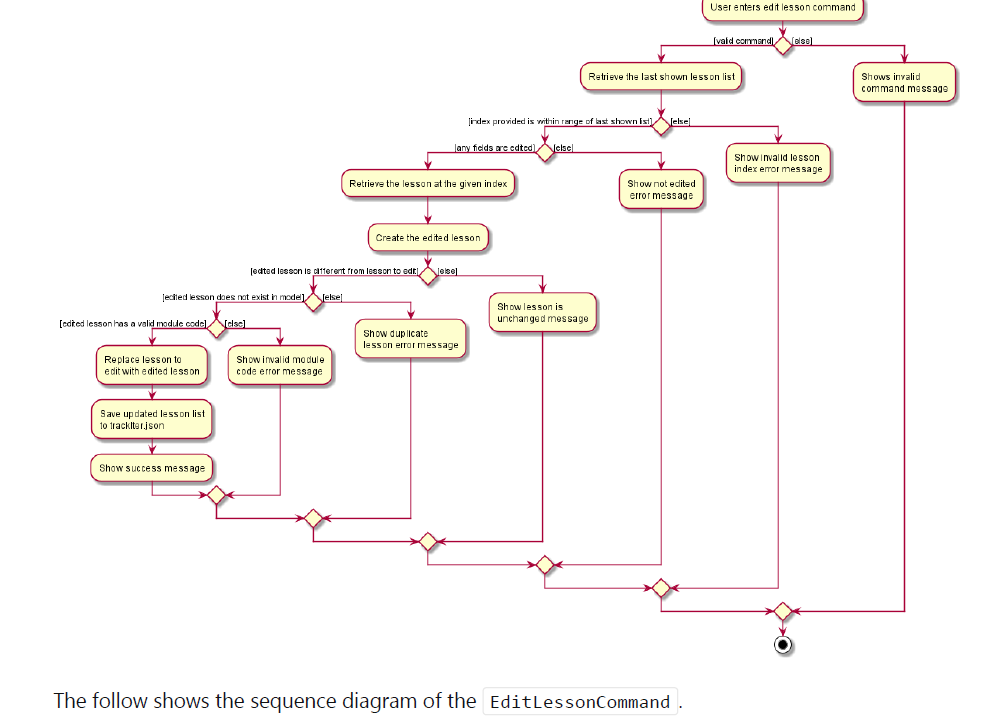 User enters edit lesson command
[valid command]
[else]
Retrieve the last shown lesson list
Shows invalid
command message
[index provided is within range of last shown list]
[else]
[any fields are edited]
[else]
Show invalid lesson
index error message
Retrieve the lesson at the given index
Show not edited
error message
Create the edited lesson
[edited lesson is different from lesson to edit]
[else]
[edited lesson does not exist in model]
[else]
Show lesson is
unchanged message
[edited lesson has a valid module code]
[else]
Show duplicate
lesson error message
Replace lesson to
edit with edited lesson
Show invalid module
code error message
Save updated lesson list
to trackIter.json
Show success message
The follow shows the sequence diagram of the EditLessonCommand.